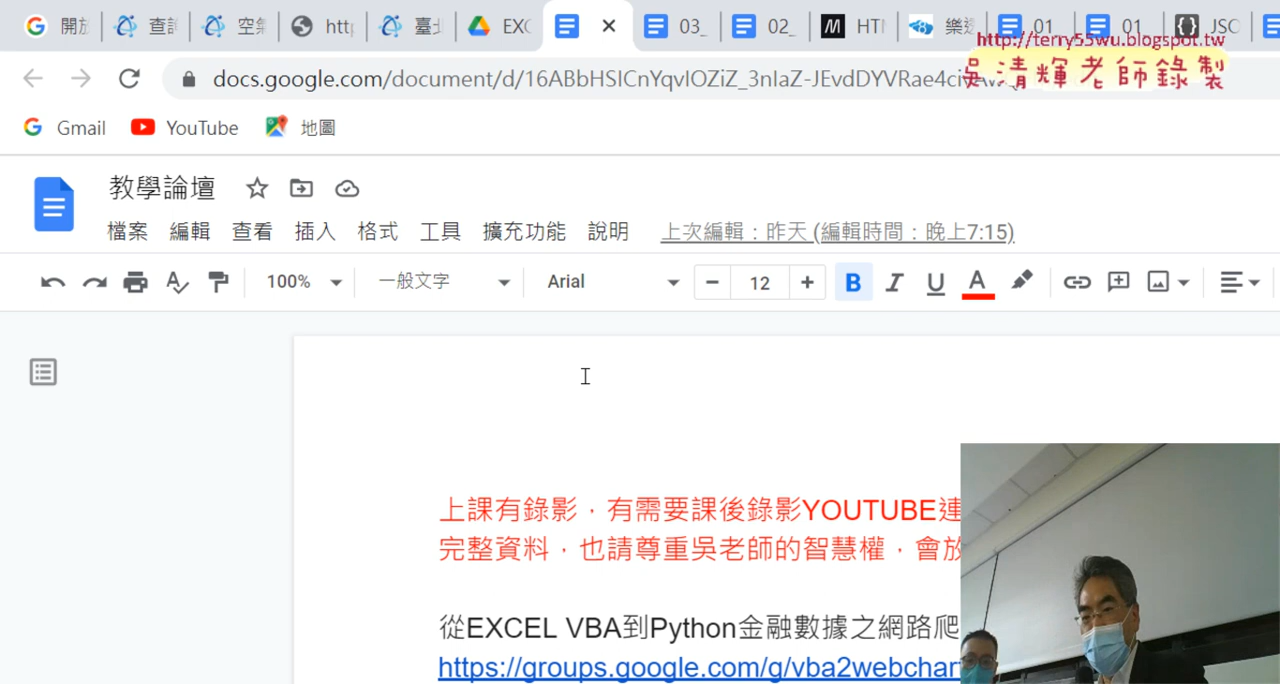 開放
查詢
空氣
http
臺北
EXC
03_
02_
HTM
樂透
01
01
JSO
http://terry55wu.blogspot.tw
吳清輝老師錄製
docs.google.com/document/d/
Gmail
YouTube
地圖
教學論壇
檔案 編輯 查看 插入 格式 工具 擴充功能 說明 上次編輯：昨天 (編輯時間：晚上7:15)
100% 一般文字 Arial − 12 + B I U A
上課有錄影，有需要課後錄影YOUTUBE連
完整資料，也請尊重吳老師的智慧權，會放
從EXCEL VBA到Python金融數據之網路爬
https://groups.google.com/g/vba2webchar